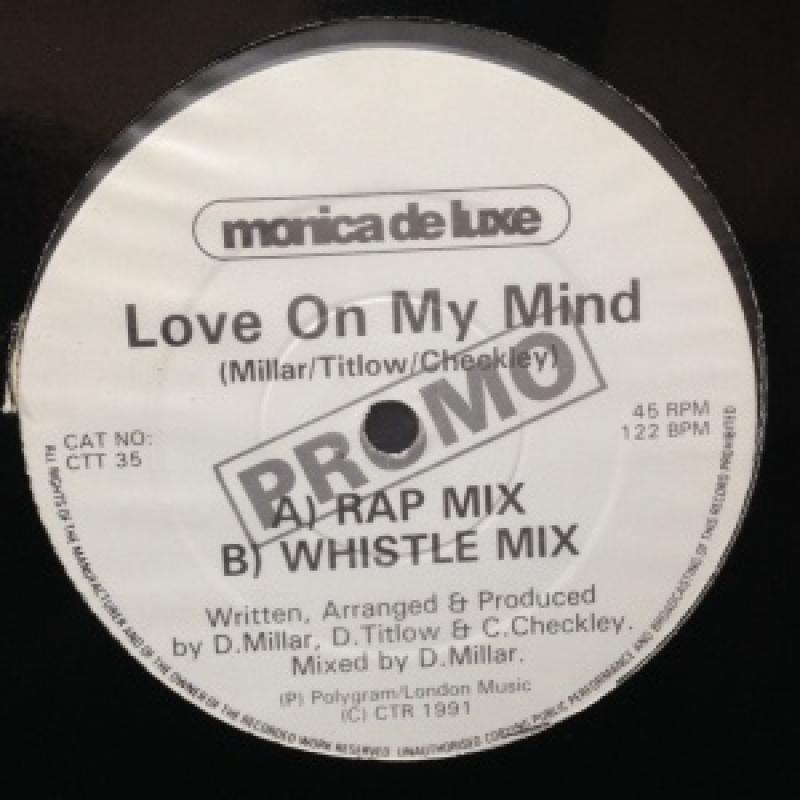 monica de luxe
Love On My Mind
(Millar/Titlow/Checkley)
PROMO
CAT NO:
CTT 35
45 RPM
122 BPM
A) RAP MIX
B) WHISTLE MIX
Written, Arranged & Produced
by D.Millar, D.Titlow & C.Checkley.
Mixed by D.Millar.
(P) Polygram/London Music
(C) CTR 1991
ALL RIGHTS OF THE MANUFACTURER AND OF THE OWNER OF THE RECORDED WORK RESERVED UNAUTHORISED COPYING PUBLIC PERFORMANCE AND BROADCASTING OF THIS RECORD PROHIBITED